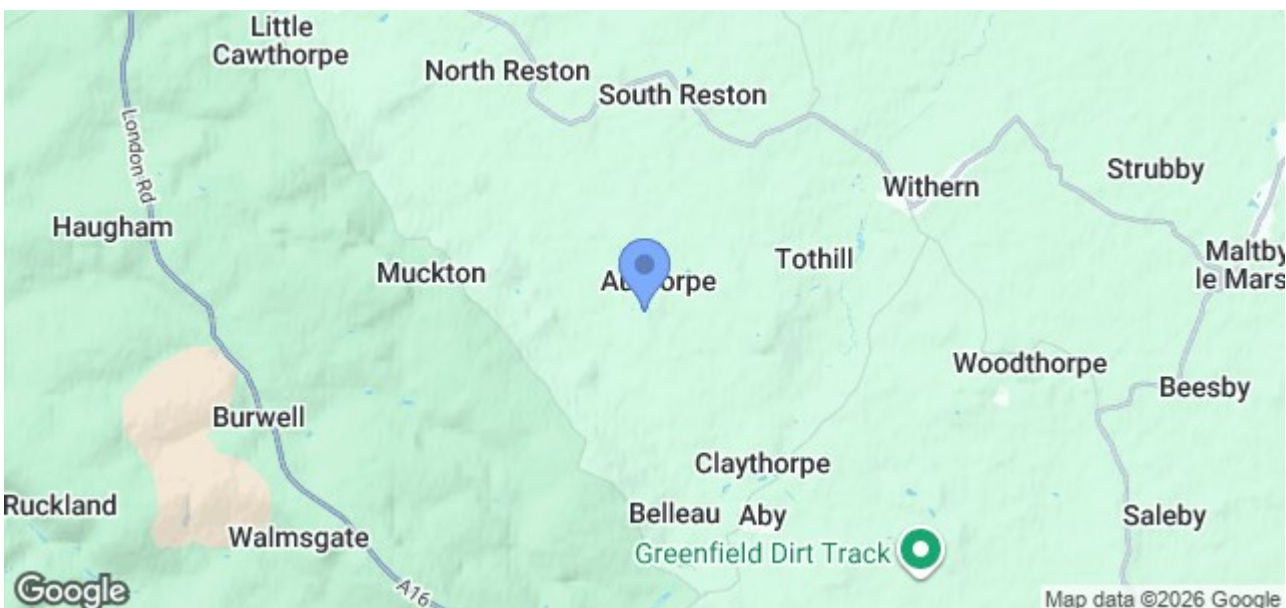 Little
Cawthorpe
North Reston
South Reston
London Rd
Strubby
Withern
Haugham
Maltby
le Mars
Tothill
Muckton
Woodthorpe
Beesby
Burwell
Claythorpe
Ruckland
Belleau
Aby
Saleby
Walmsgate
Greenfield Dirt Track
A16
Google
Map data ©2026 Google